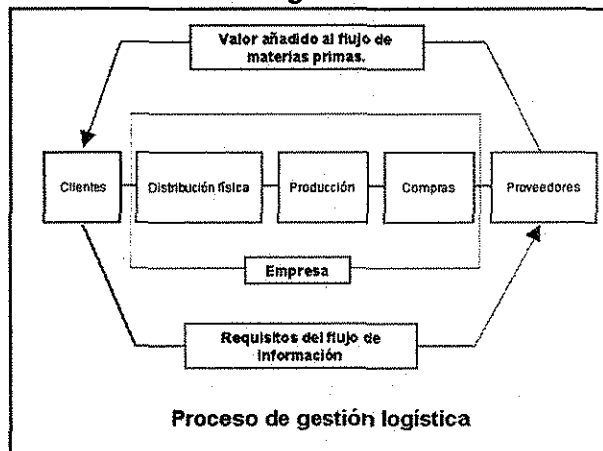 Valor añadido al flujo de
materias primas.
Clientes
Distribución física
Producción
Compras
Proveedores
Empresa
Requisitos del flujo de
información
Proceso de gestión logística